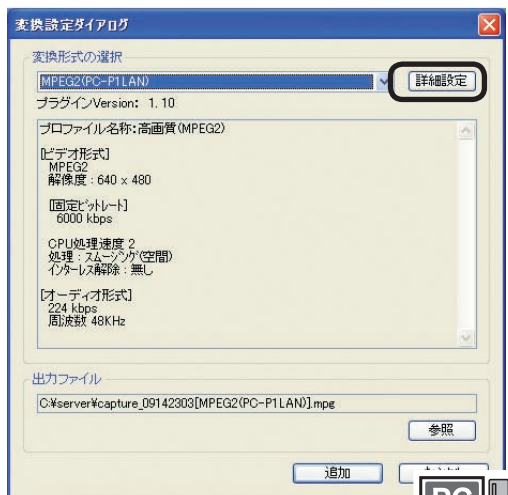 変換設定ダイアログ
変換形式の選択
MPEG2(PC-P1LAN)
詳細設定
プラグインVersion: 1.10
プロファイル名称:高画質(MPEG2)
[ビデオ形式]
MPEG2
解像度:640 x 480
[固定ビットレート]
6000 kbps
CPU処理速度 2
処理:スムージング(空間)
インターレス解除:無し
[オーディオ形式]
224 kbps
周波数 48KHz
出力ファイル
C:¥server¥capture_09142303[MPEG2(PC-P1LAN)].mpg
参照
追加
PC